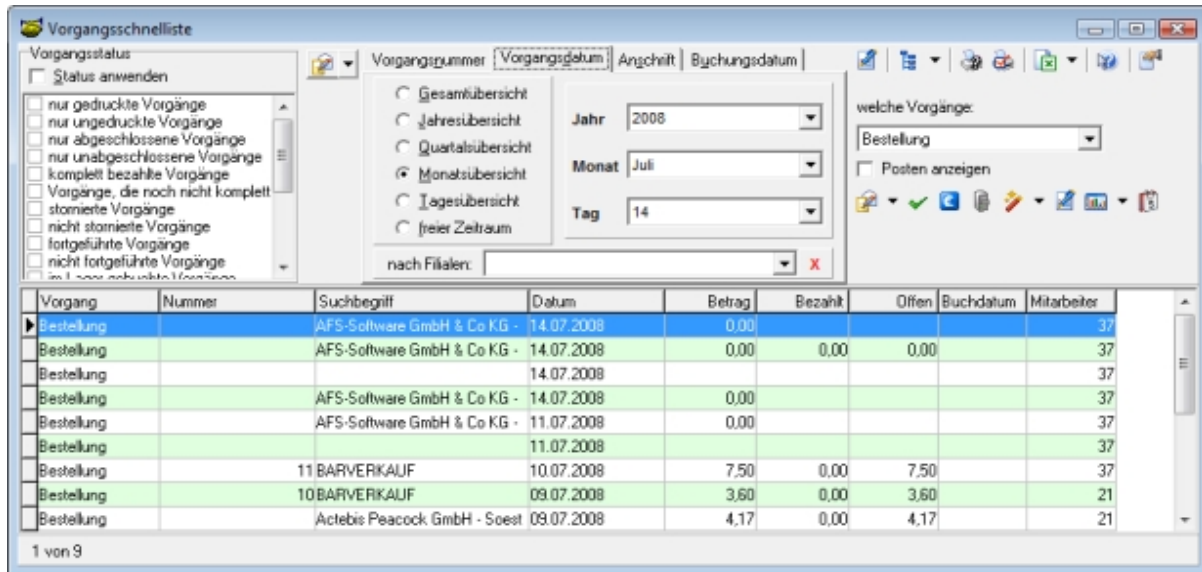 Vorgangsschnelliste
Vorgangsstatus
Status anwenden
nur gedruckte Vorgänge
nur ungedruckte Vorgänge
nur abgeschlossene Vorgänge
nur unabgeschlossene Vorgänge
komplett bezahlte Vorgänge
Vorgänge, die noch nicht komplett
stornierte Vorgänge
nicht stornierte Vorgänge
fortgeführte Vorgänge
nicht fortgeführte Vorgänge
im Lager gebuchte Vorgänge
Vorgangsnummer Vorgangsdatum Anschrift Buchungsdatum
Gesamtübersicht
Jahresübersicht
Quartalsübersicht
Monatsübersicht
Tagesübersicht
freier Zeitraum
Jahr 2008
Monat Juli
Tag 14
nach Filialen: X
welche Vorgänge:
Bestellung
Posten anzeigen
Vorgang Nummer Suchbegriff Datum Betrag Bezahlt Offen Buchdatum Mitarbeiter
Bestellung AFS-Software GmbH & Co KG - 14.07.2008 0,00 37
Bestellung AFS-Software GmbH & Co KG - 14.07.2008 0,00 0,00 0,00 37
Bestellung 14.07.2008 37
Bestellung AFS-Software GmbH & Co KG - 14.07.2008 0,00 37
Bestellung AFS-Software GmbH & Co KG - 11.07.2008 0,00 37
Bestellung 11.07.2008 37
Bestellung 11 BARVERKAUF 10.07.2008 7,50 0,00 7,50 37
Bestellung 10 BARVERKAUF 09.07.2008 3,60 0,00 3,60 21
Bestellung Actebis Peacock GmbH - Soest 09.07.2008 4,17 0,00 4,17 21
1 von 9